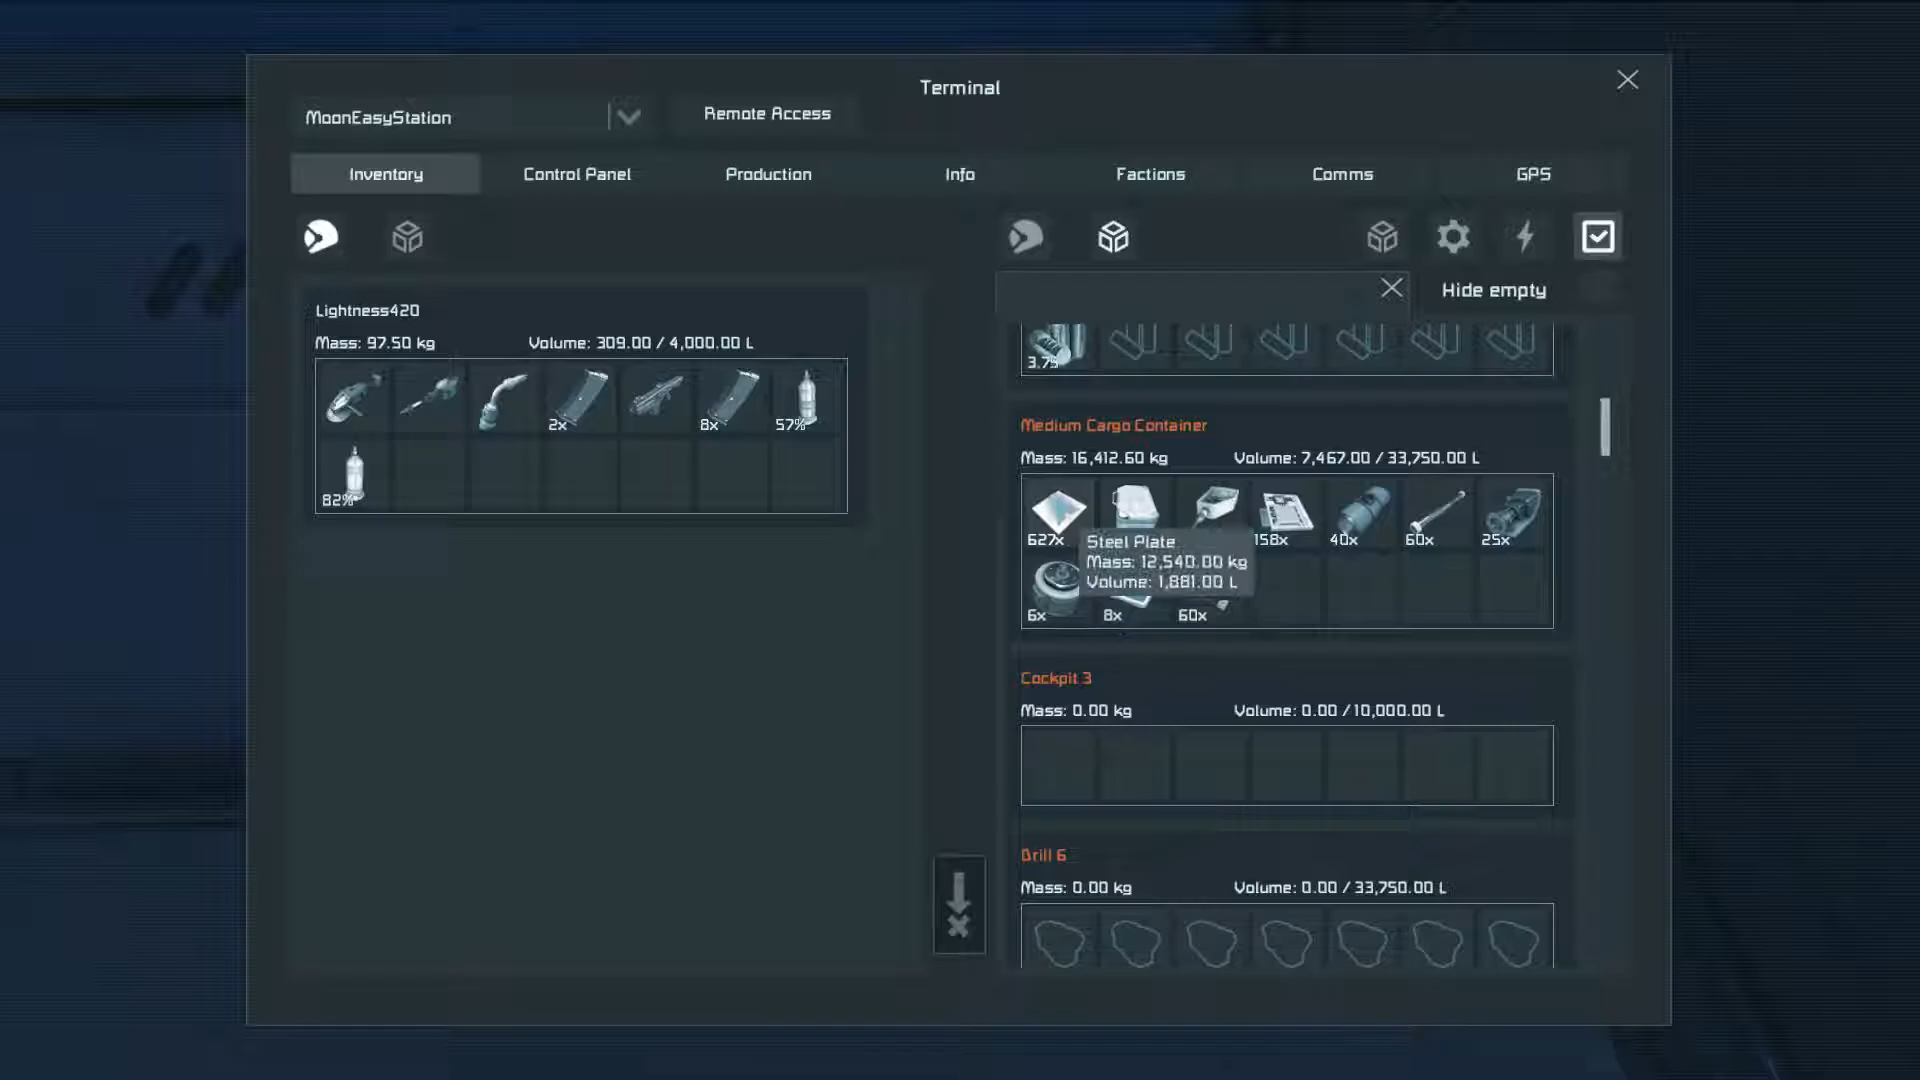 Terminal
MoonEasyStation
Remote Access
Inventory
Control Panel
Production
Info
Factions
Comms
GPS
Hide empty
Lightness420
Mass: 97.50 kg
Volume: 309.00 / 4,000.00 L
2x
8x
57%
82%
3.79
Medium Cargo Container
Mass: 16,412.60 kg
Volume: 7,467.00 / 33,750.00 L
627x
158x
40x
60x
25x
Steel Plate
Mass: 12,540.00 kg
Volume: 1,881.00 L
6x
8x
60x
Cockpit 3
Mass: 0.00 kg
Volume: 0.00 / 10,000.00 L
Drill 6
Mass: 0.00 kg
Volume: 0.00 / 33,750.00 L